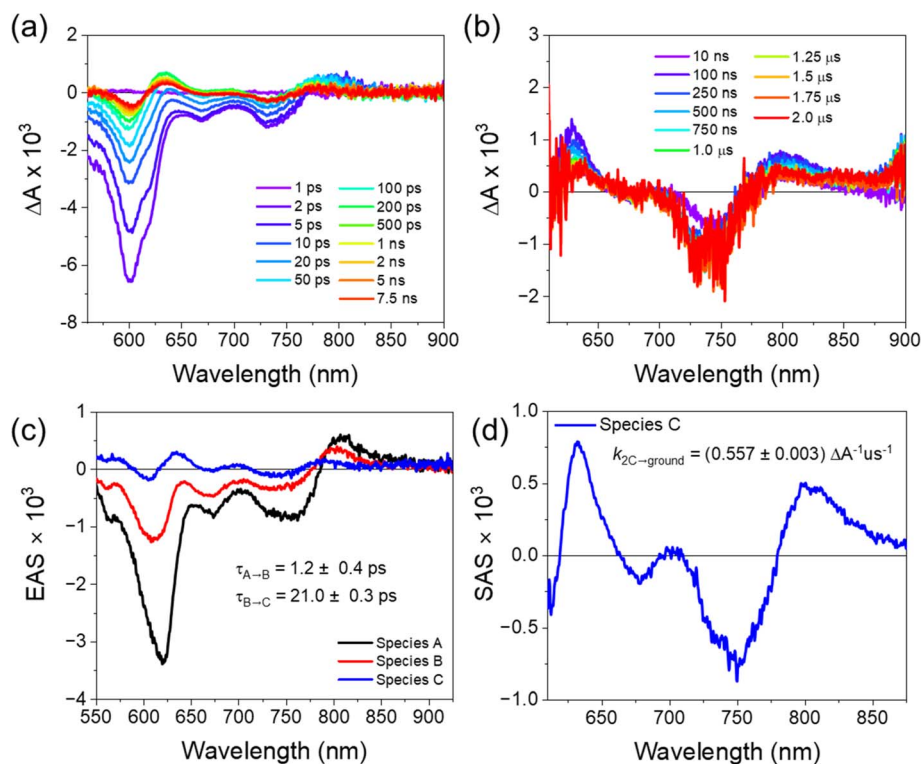 (a)
2
0
-2
-4
-6
-8
ΔA x 10³
1 ps
2 ps
5 ps
10 ps
20 ps
50 ps
100 ps
200 ps
500 ps
1 ns
2 ns
5 ns
7.5 ns
600 650 700 750 800 850 900
Wavelength (nm)
(b)
3
2
1
0
-1
-2
ΔA x 10³
10 ns
100 ns
250 ns
500 ns
750 ns
1.0 μs
1.25 μs
1.5 μs
1.75 μs
2.0 μs
650 700 750 800 850 900
Wavelength (nm)
(c)
1
0
−1
−2
−3
−4
EAS × 10³
τA→B = 1.2 ± 0.4 ps
τB→C = 21.0 ± 0.3 ps
Species A
Species B
Species C
550 600 650 700 750 800 850 900
Wavelength (nm)
(d)
1.0
0.5
0.0
-0.5
-1.0
SAS × 10³
Species C
k2C→ground = (0.557 ± 0.003) ΔA⁻¹us⁻¹
650 700 750 800 850
Wavelength (nm)